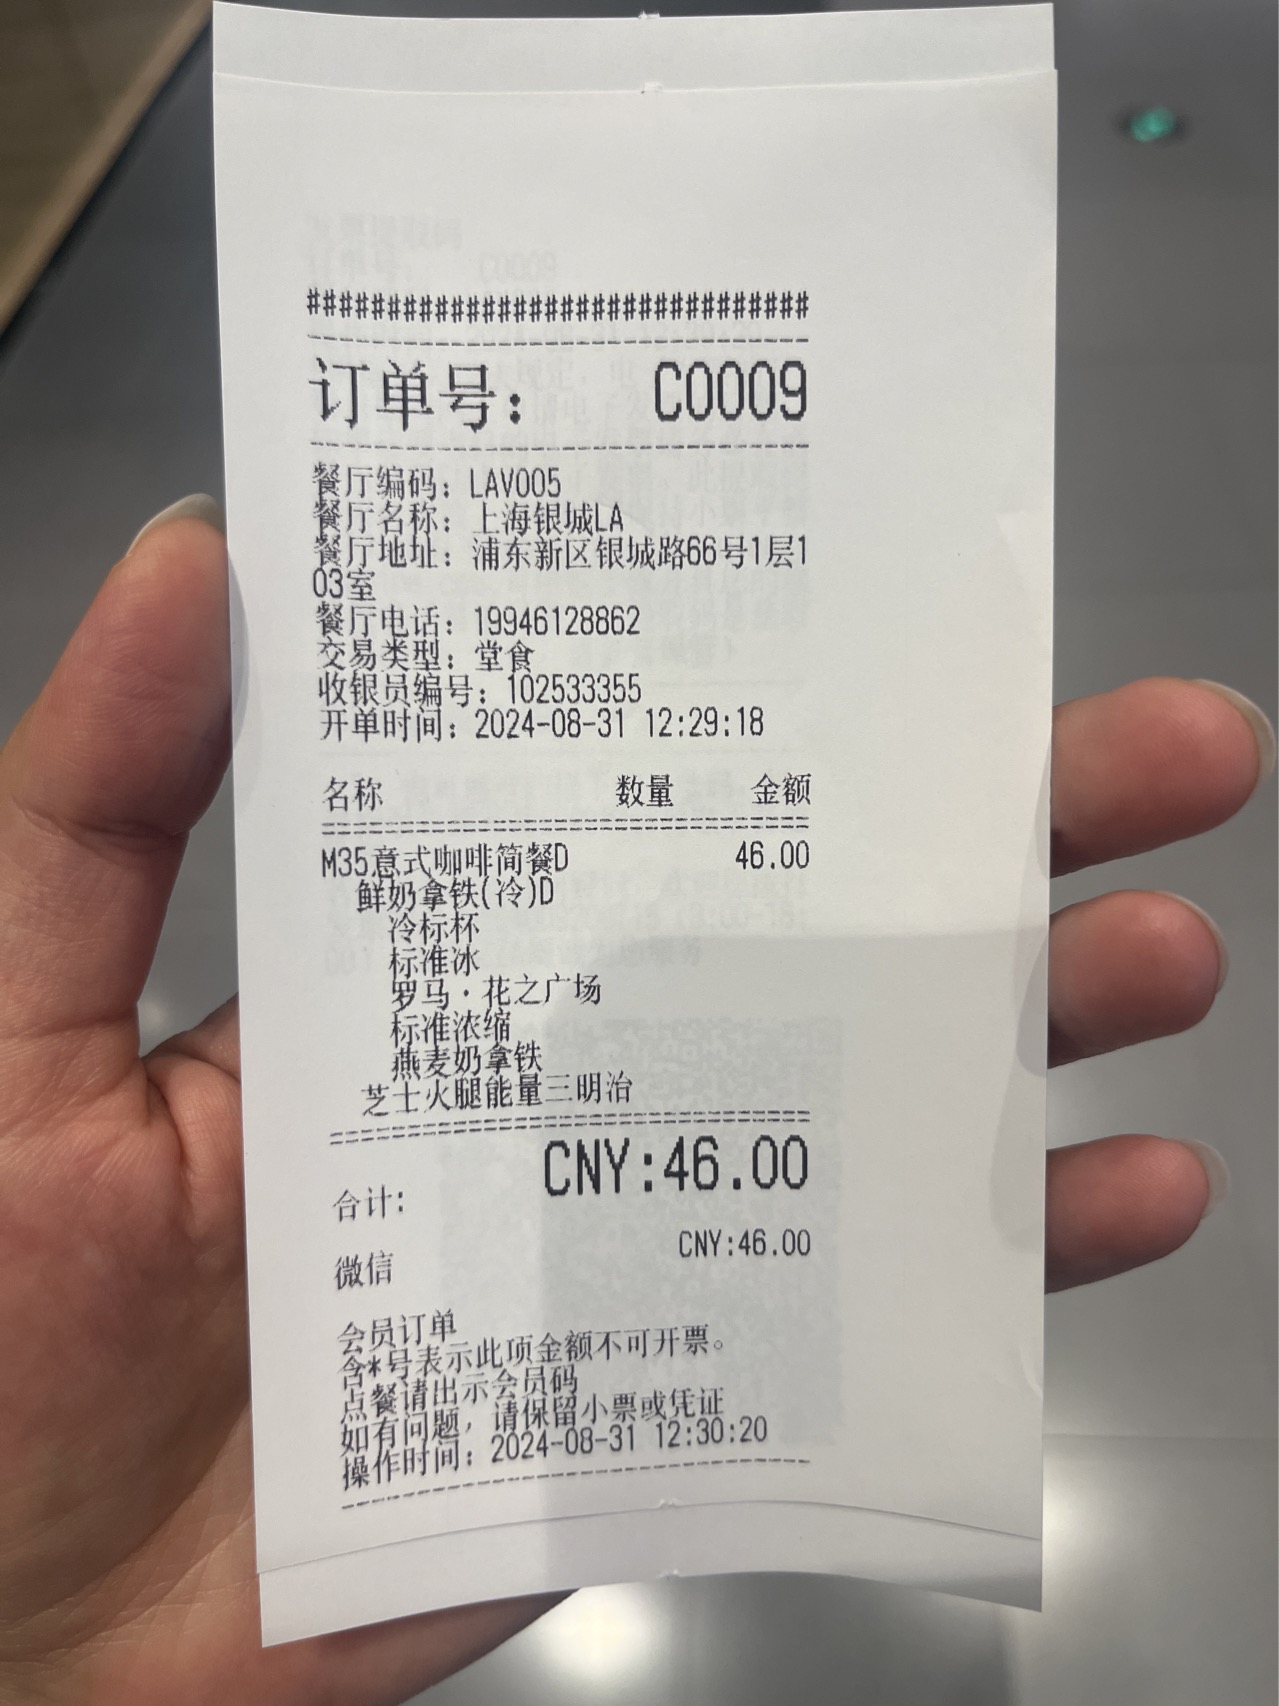 ################################
订单号： C0009
餐厅编码：LAV005
餐厅名称：上海银城LA
餐厅地址：浦东新区银城路66号1层1
03室
餐厅电话：19946128862
交易类型：堂食
收银员编号：102533355
开单时间：2024-08-31 12:29:18
名称 数量 金额
M35意式咖啡简餐D 46.00
鲜奶拿铁(冷)D
冷标杯
标准冰
罗马·花之广场
标准浓缩
燕麦奶拿铁
芝士火腿能量三明治
合计: CNY:46.00
微信 CNY:46.00
会员订单
含*号表示此项金额不可开票。
点餐请出示会员码
如有问题，请保留小票或凭证
操作时间：2024-08-31 12:30:20